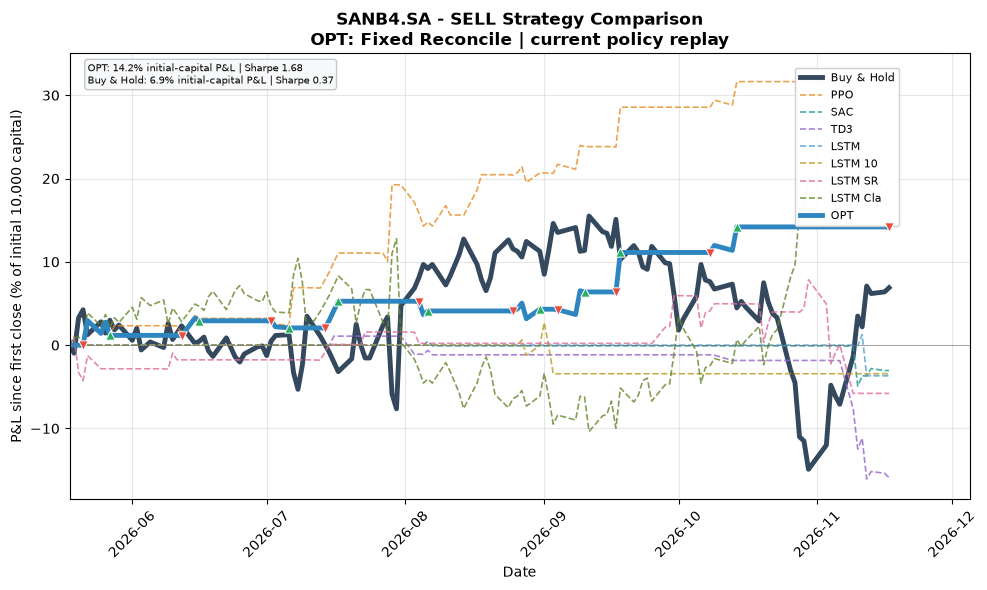 SANB4.SA - SELL Strategy Comparison
OPT: Fixed Reconcile | current policy replay
OPT: 14.2% initial-capital P&L | Sharpe 1.68
Buy & Hold: 6.9% initial-capital P&L | Sharpe 0.37
Buy & Hold
PPO
SAC
TD3
LSTM
LSTM 10
LSTM SR
LSTM Cla
OPT
P&L since first close (% of initial 10,000 capital)
30
20
10
0
−10
2026-06
2026-07
2026-08
2026-09
2026-10
2026-11
2026-12
Date